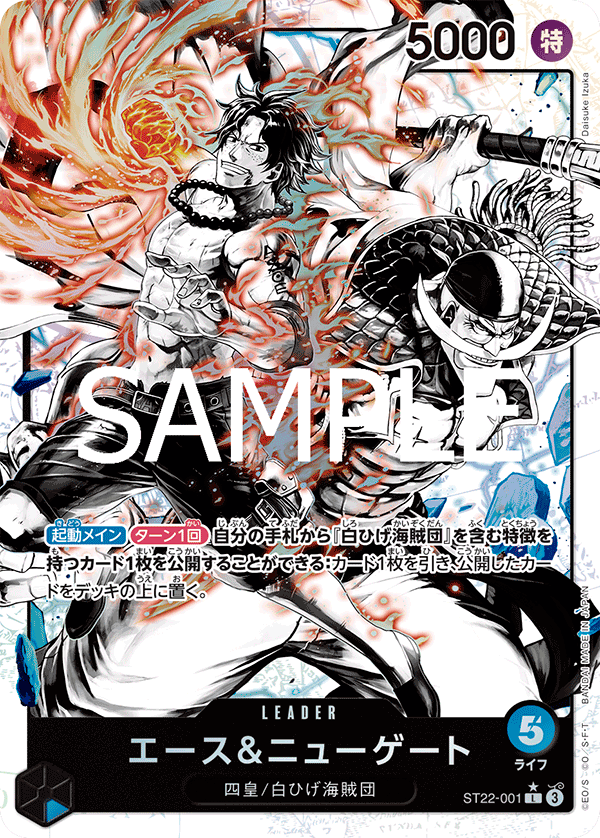 5000 特
Daisuke Izuka
SAMPLE
起動メイン ターン1回 自分の手札から『白ひげ海賊団』を含む特徴を
持つカード1枚を公開することができる:カード1枚を引き、公開したカー
ドをデッキの上に置く。
©E.O/S ©O/S・F・T BANDAI MADE IN JAPAN
LEADER
エース&ニューゲート
5
ライフ
四皇/白ひげ海賊団
ST22-001 L 3